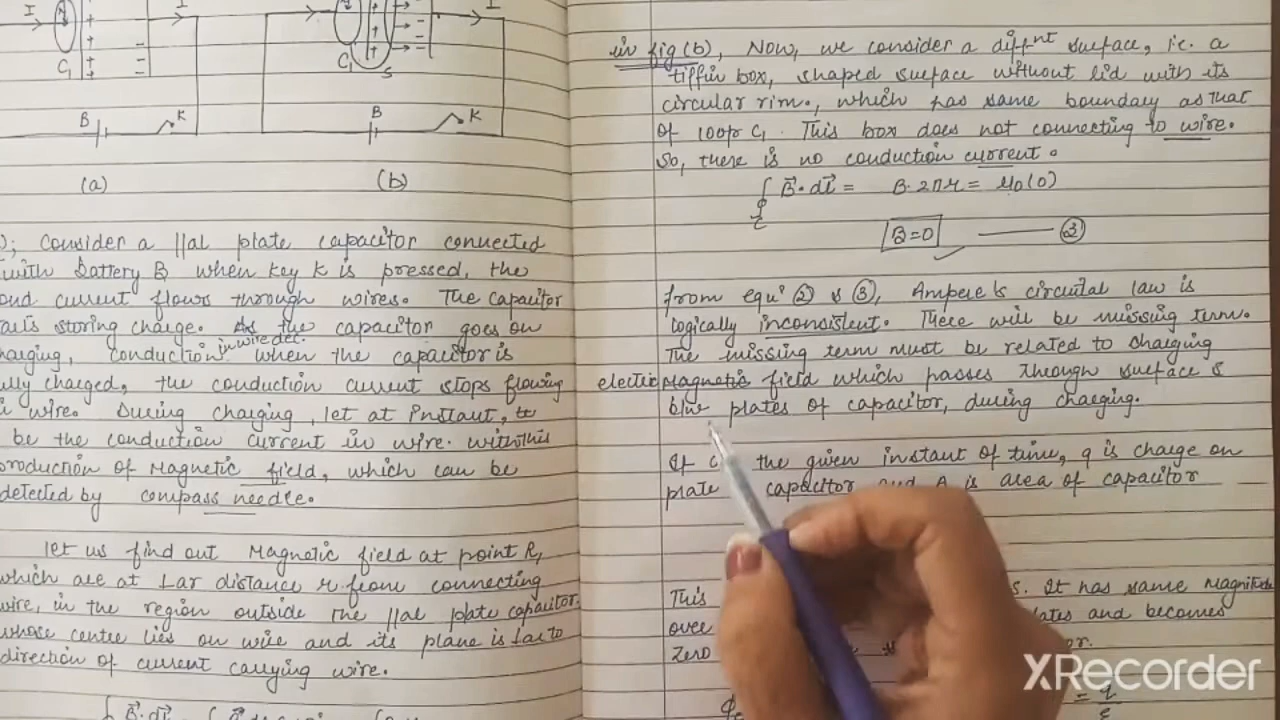 I
I
I
C₁
C₁
S
B
K
B
K
(a)
(b)
); Consider a ||al plate capacitor connected
with battery B when key K is pressed, the
current flows through wires. The capacitor
storing charge. As the capacitor goes on
in wire dec.
charging, conduction when the capacitor is
ully charged, the conduction current stops flowing
wire. During charging, let at instant, t
be the conduction current in wire. with this
production of Magnetic field, which can be
detected by compass needle.
let us find out Magnetic field at point R,
which are at ⊥ar distance r from connecting
wire, in the region outside the ||al plate capacitor.
whose centre lies on wire and its plane is ⊥ar to
direction of current carrying wire.
in fig (b), Now, we consider a diffnt surface, i.e. a
tiffin box, shaped surface without lid with its
circular rim., which has same boundary as that
of loop C₁. This box does not connecting to wire.
So, there is no conduction current.
∮ B⃗·dl⃗ = B·2πr = μ₀(0)
c
B=0 ③
from equⁿ ② & ③, Ampere's circuital law is
logically inconsistent. There will be missing term.
The missing term must be related to charging
electric Magnetic field which passes through surface S
b/w plates of capacitor, during charging.
If the given instant of time, q is charge on
plate capacitor and A is area of capacitor
This s. It has same Magnitude
over plates and becomes
zero
= q
ε
XRecorder